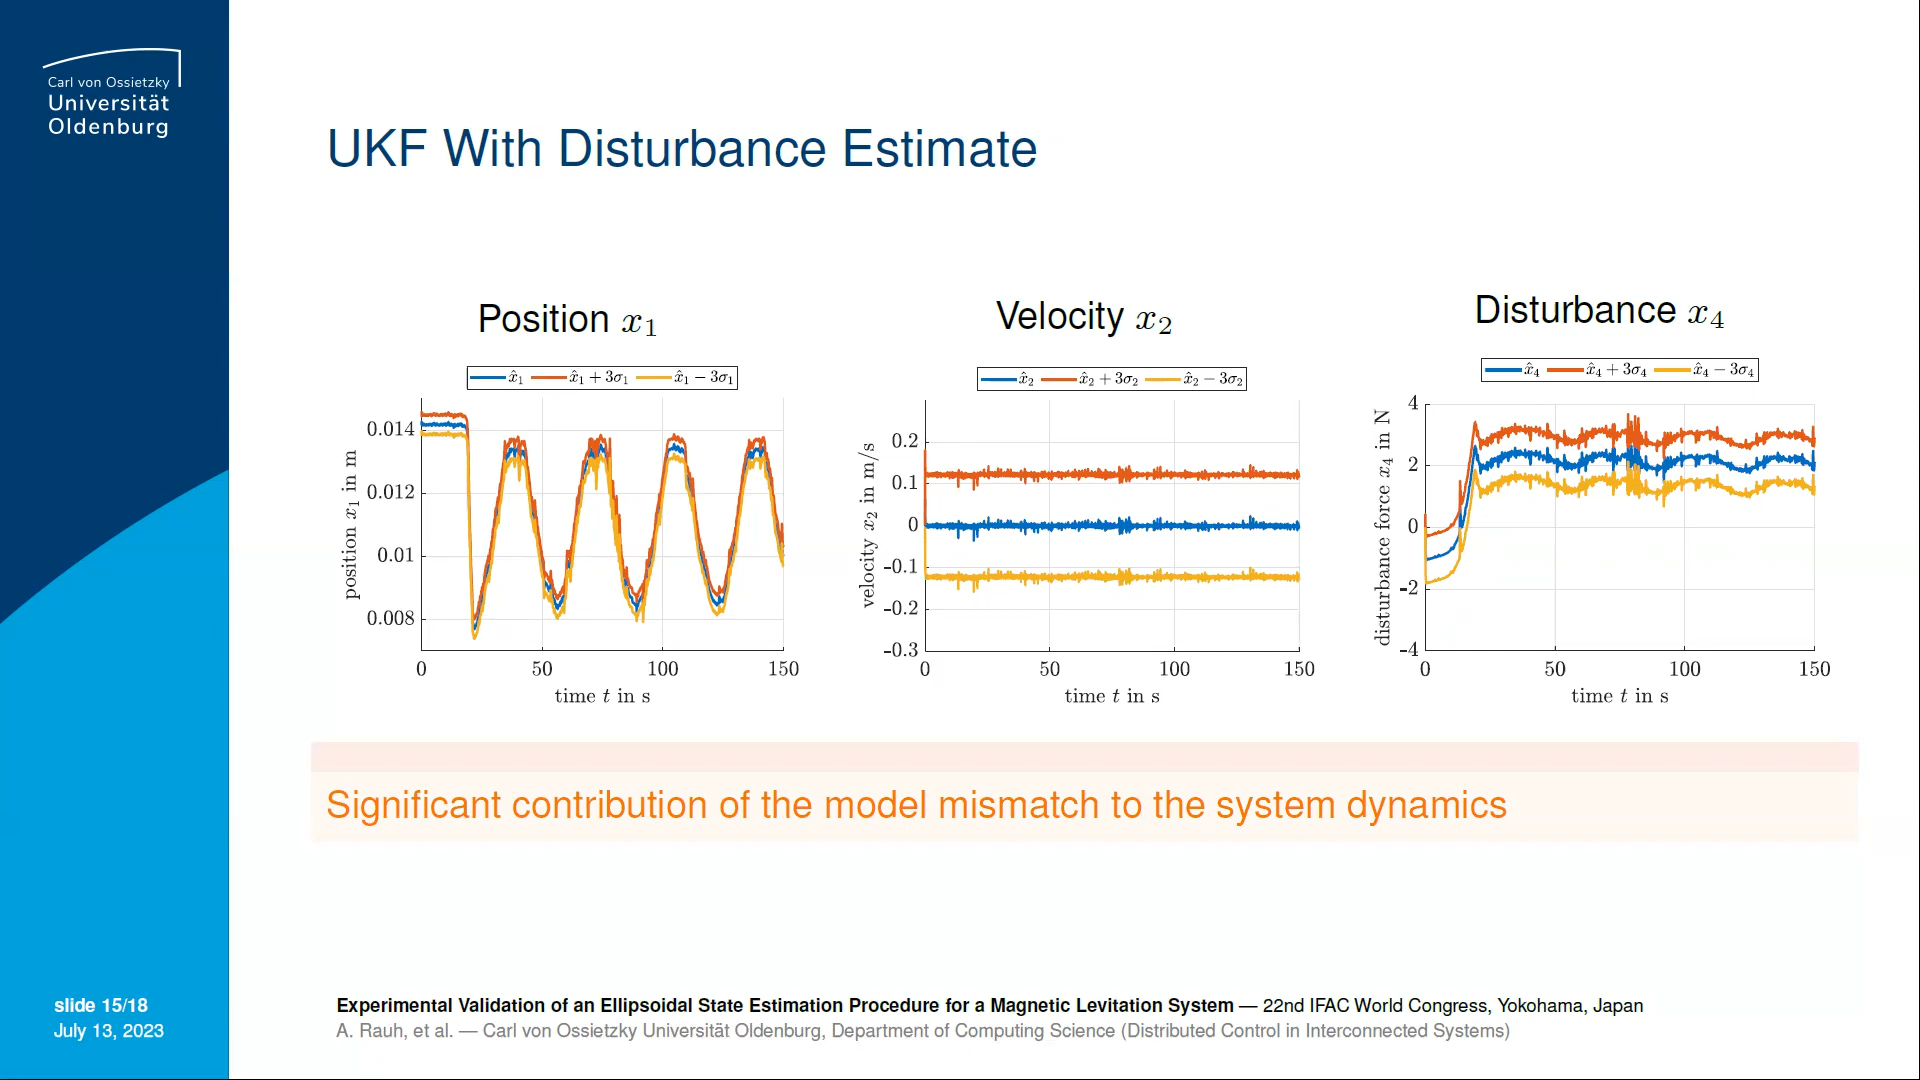 Carl von Ossietzky
Universität
Oldenburg
UKF With Disturbance Estimate
Position x₁
x̂₁ x̂₁ + 3σ₁ x̂₁ − 3σ₁
0.014
0.012
0.01
0.008
position x₁ in m
0 50 100 150
time t in s
Velocity x₂
x̂₂ x̂₂ + 3σ₂ x̂₂ − 3σ₂
0.2
0.1
0
-0.1
-0.2
-0.3
velocity x₂ in m/s
0 50 100 150
time t in s
Disturbance x₄
x̂₄ x̂₄ + 3σ₄ x̂₄ − 3σ₄
4
2
0
-2
-4
disturbance force x₄ in N
0 50 100 150
time t in s
Significant contribution of the model mismatch to the system dynamics
slide 15/18
July 13, 2023
Experimental Validation of an Ellipsoidal State Estimation Procedure for a Magnetic Levitation System — 22nd IFAC World Congress, Yokohama, Japan
A. Rauh, et al. — Carl von Ossietzky Universität Oldenburg, Department of Computing Science (Distributed Control in Interconnected Systems)